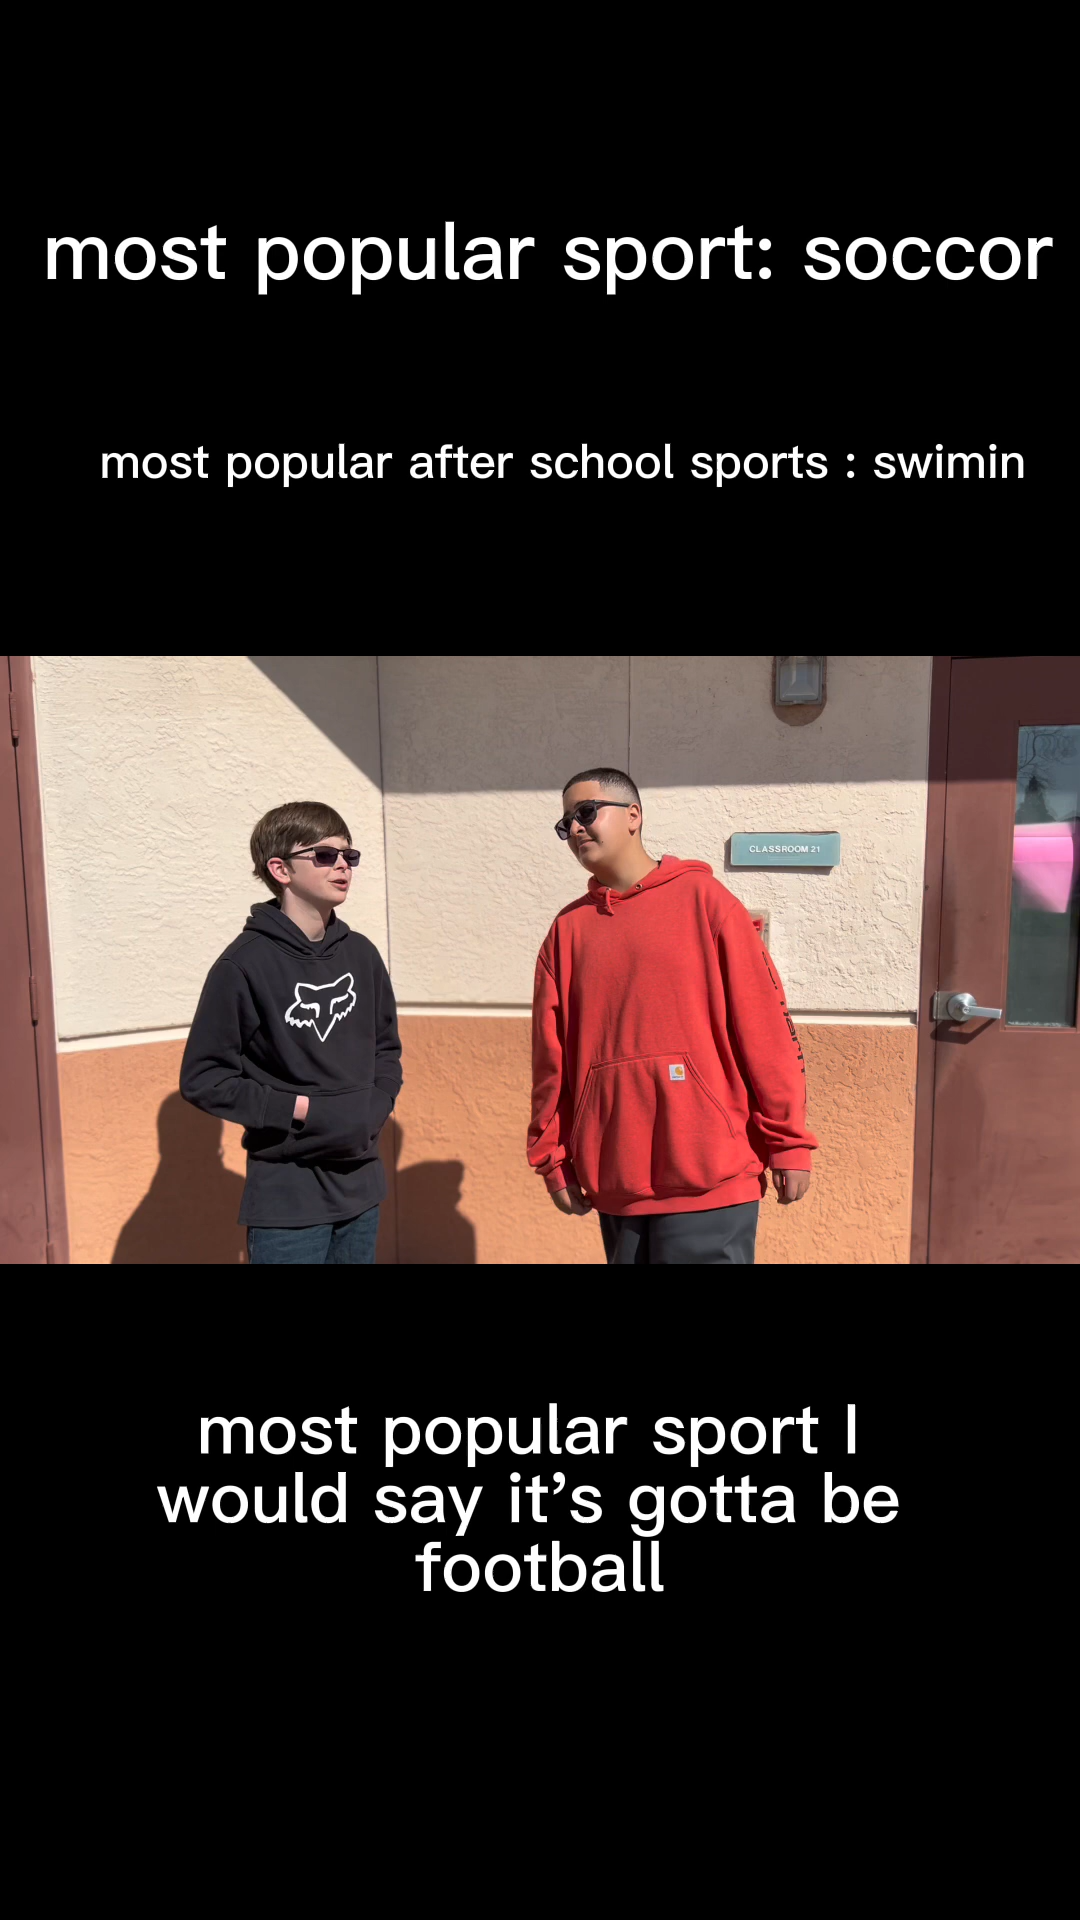 most popular sport: soccor
most popular after school sports : swimin
CLASSROOM 21
most popular sport I
would say it’s gotta be
football